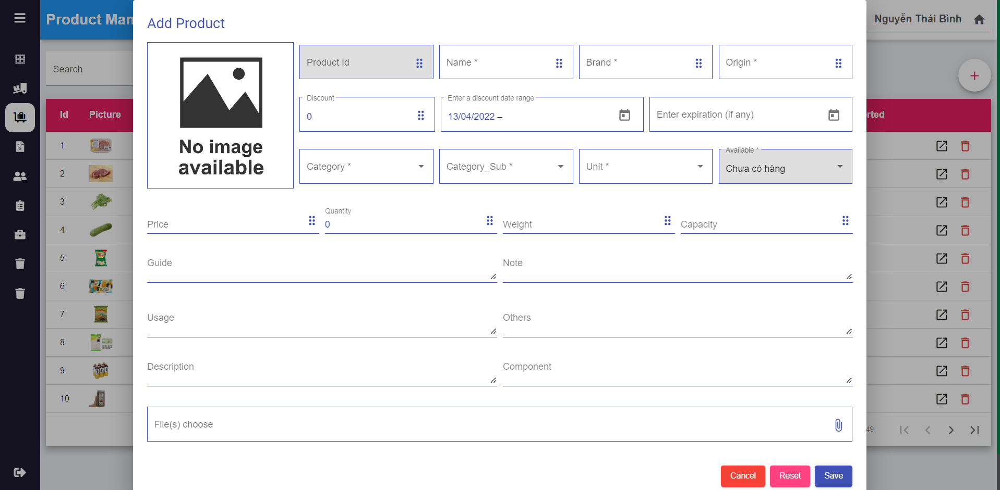 Product Man
Nguyễn Thái Bình
Search
Id Picture
rted
1
2
3
4
5
6
7
8
9
10
49
Add Product
No image
available
Product Id
Name *
Brand *
Origin *
Discount
0
Enter a discount date range
13/04/2022 –
Enter expiration (if any)
Category *
Category_Sub *
Unit *
Available *
Chưa có hàng
Price
Quantity
0
Weight
Capacity
Guide
Note
Usage
Others
Description
Component
File(s) choose
Cancel
Reset
Save